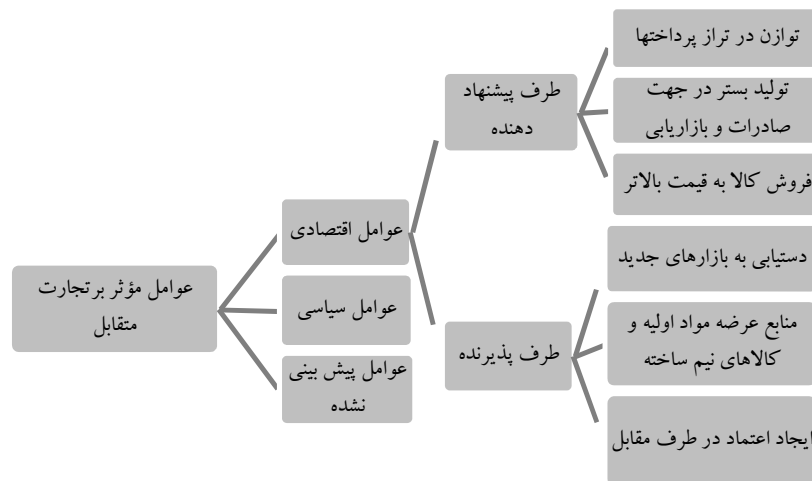 عوامل مؤثر برتجارت
متقابل
عوامل اقتصادی
عوامل سیاسی
عوامل پیش بینی
نشده
طرف پیشنهاد
دهنده
طرف پذیرنده
توازن در تراز پرداختها
تولید بستر در جهت
صادرات و بازاریابی
فروش کالا به قیمت بالاتر
دستیابی به بازارهای جدید
منابع عرضه مواد اولیه و
کالاهای نیم ساخته
ایجاد اعتماد در طرف مقابل